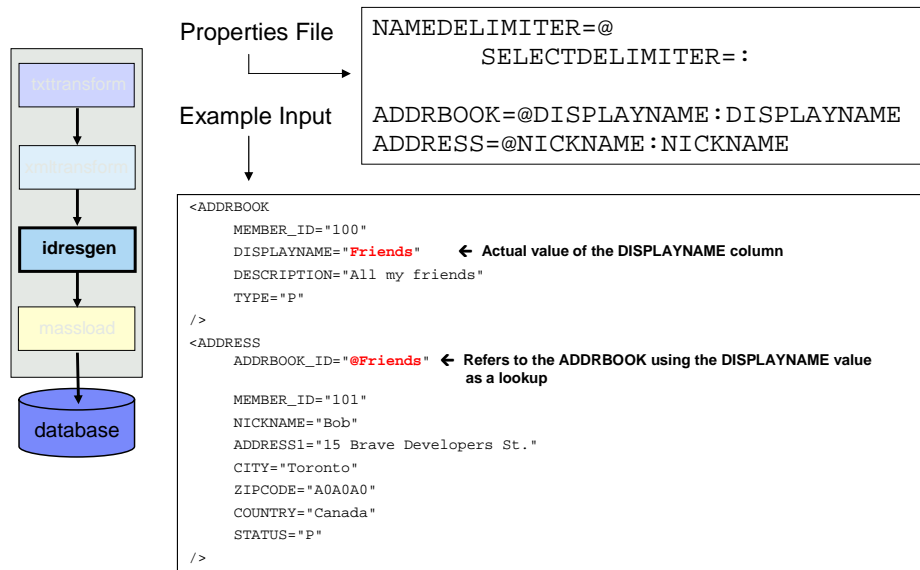 Properties File
NAMEDELIMITER=@
SELECTDELIMITER=:
ADDRBOOK=@DISPLAYNAME:DISPLAYNAME
ADDRESS=@NICKNAME:NICKNAME
Example Input
txttransform
xmltransform
idresgen
massload
database
<ADDRBOOK
MEMBER_ID="100"
DISPLAYNAME="Friends" ← Actual value of the DISPLAYNAME column
DESCRIPTION="All my friends"
TYPE="P"
/>
<ADDRESS
ADDRBOOK_ID="@Friends" ← Refers to the ADDRBOOK using the DISPLAYNAME value
as a lookup
MEMBER_ID="101"
NICKNAME="Bob"
ADDRESS1="15 Brave Developers St."
CITY="Toronto"
ZIPCODE="A0A0A0"
COUNTRY="Canada"
STATUS="P"
/>